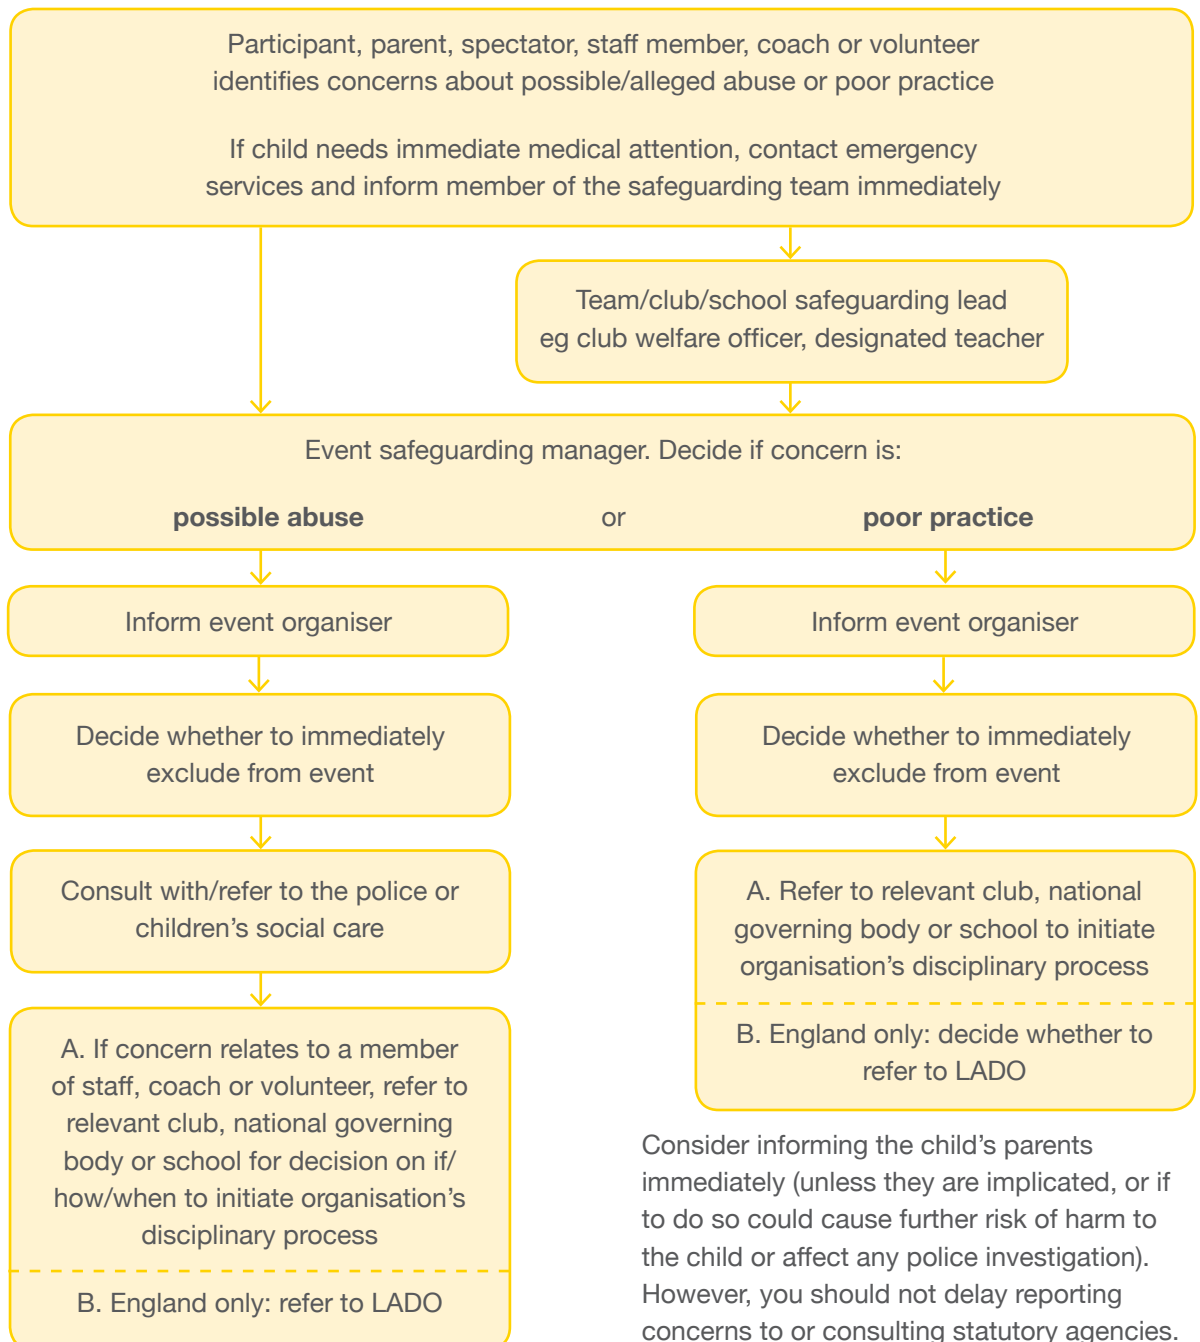 Participant, parent, spectator, staff member, coach or volunteer
identifies concerns about possible/alleged abuse or poor practice
If child needs immediate medical attention, contact emergency
services and inform member of the safeguarding team immediately
Team/club/school safeguarding lead
eg club welfare officer, designated teacher
Event safeguarding manager. Decide if concern is:
possible abuse or poor practice
Inform event organiser
Decide whether to immediately
exclude from event
Consult with/refer to the police or
children’s social care
A. If concern relates to a member
of staff, coach or volunteer, refer to
relevant club, national governing
body or school for decision on if/
how/when to initiate organisation’s
disciplinary process
B. England only: refer to LADO
Inform event organiser
Decide whether to immediately
exclude from event
A. Refer to relevant club, national
governing body or school to initiate
organisation’s disciplinary process
B. England only: decide whether to
refer to LADO
Consider informing the child’s parents
immediately (unless they are implicated, or if
to do so could cause further risk of harm to
the child or affect any police investigation).
However, you should not delay reporting
concerns to or consulting statutory agencies.